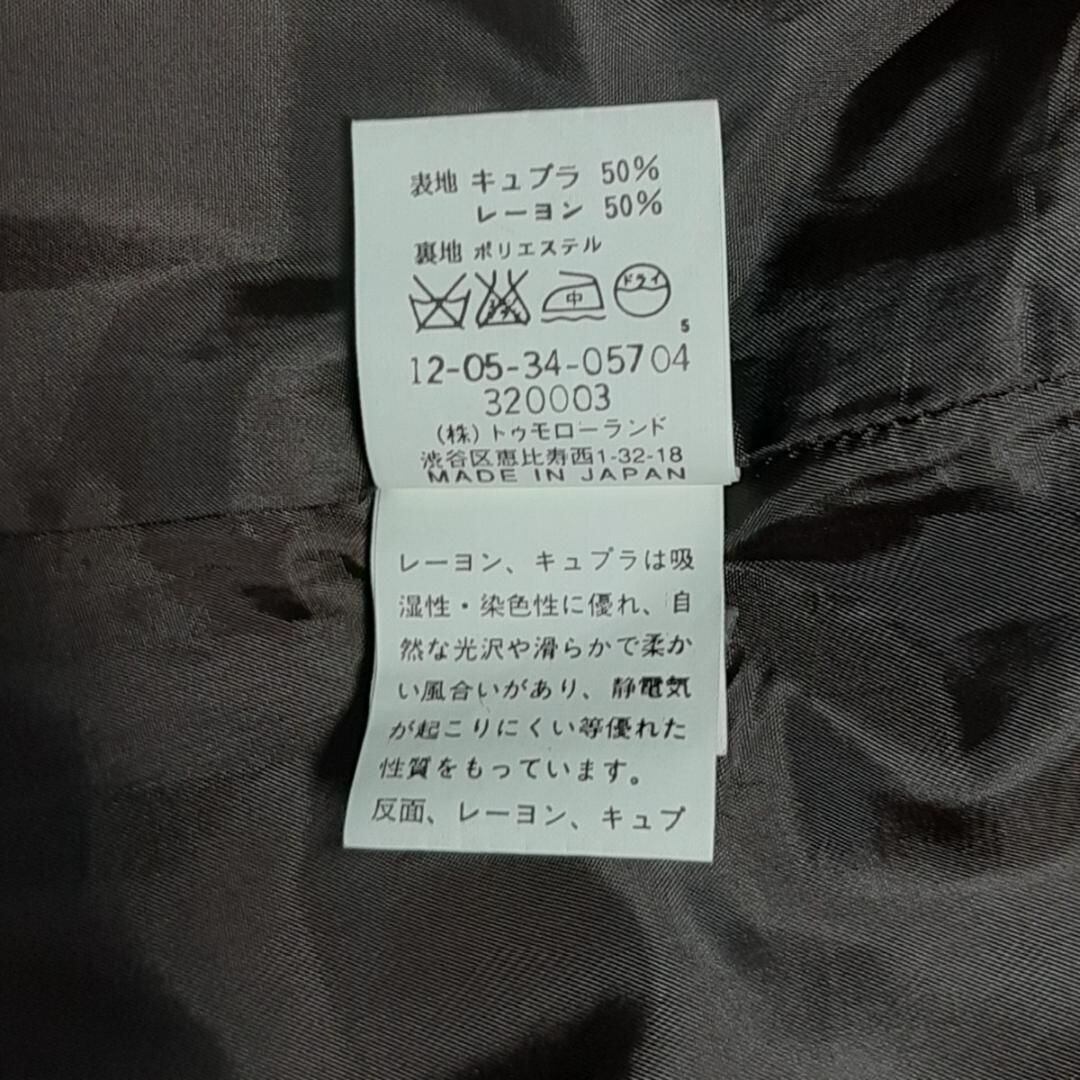 表地 キュプラ 50%
レーヨン 50%
裏地 ポリエステル
中
ドライ
5
12-05-34-05704
320003
(株)トゥモローランド
渋谷区恵比寿西1-32-18
MADE IN JAPAN
レーヨン、キュプラは吸
湿性・染色性に優れ、自
然な光沢や滑らかで柔か
い風合いがあり、静電気
が起こりにくい等優れた
性質をもっています。
反面、レーヨン、キュプ